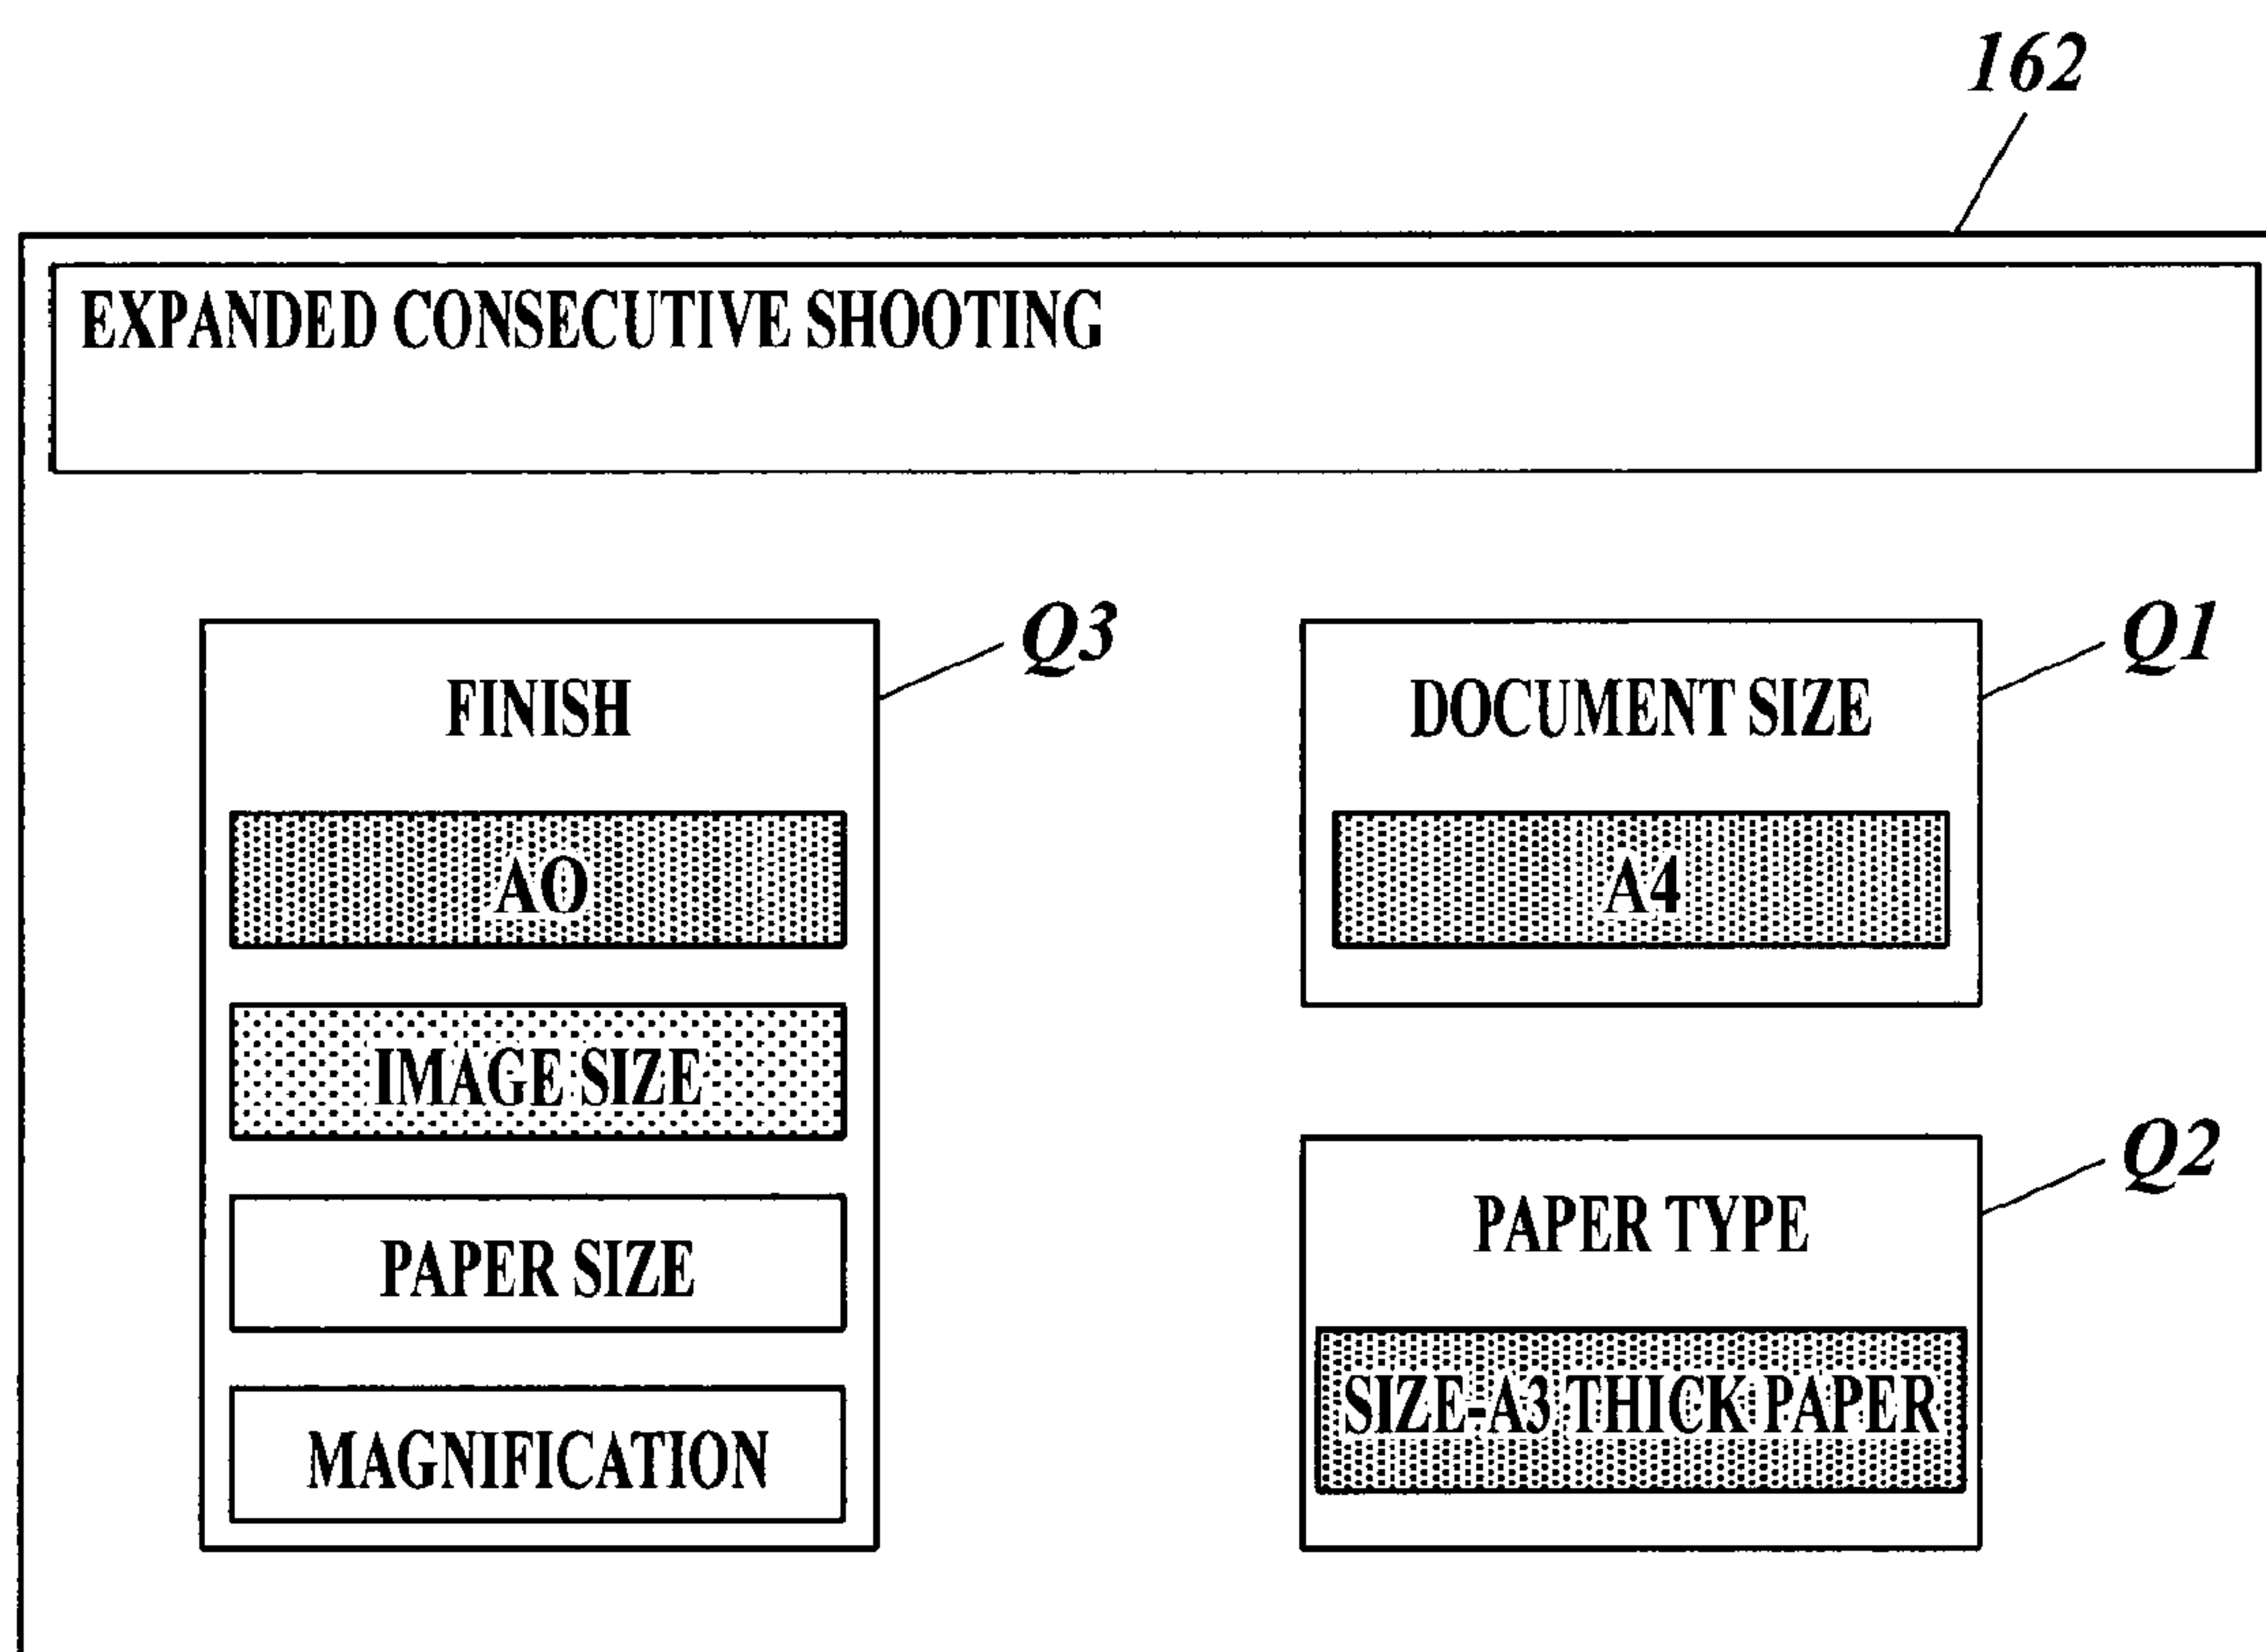 162
EXPANDED CONSECUTIVE SHOOTING
Q3
FINISH
AO
IMAGE SIZE
PAPER SIZE
MAGNIFICATION
Q1
DOCUMENT SIZE
A4
Q2
PAPER TYPE
SIZE-A3 THICK PAPER